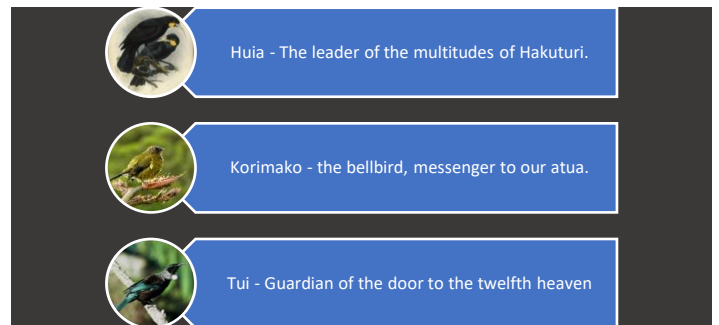 Huia - The leader of the multitudes of Hakuturi.
Korimako - the bellbird, messenger to our atua.
Tui - Guardian of the door to the twelfth heaven